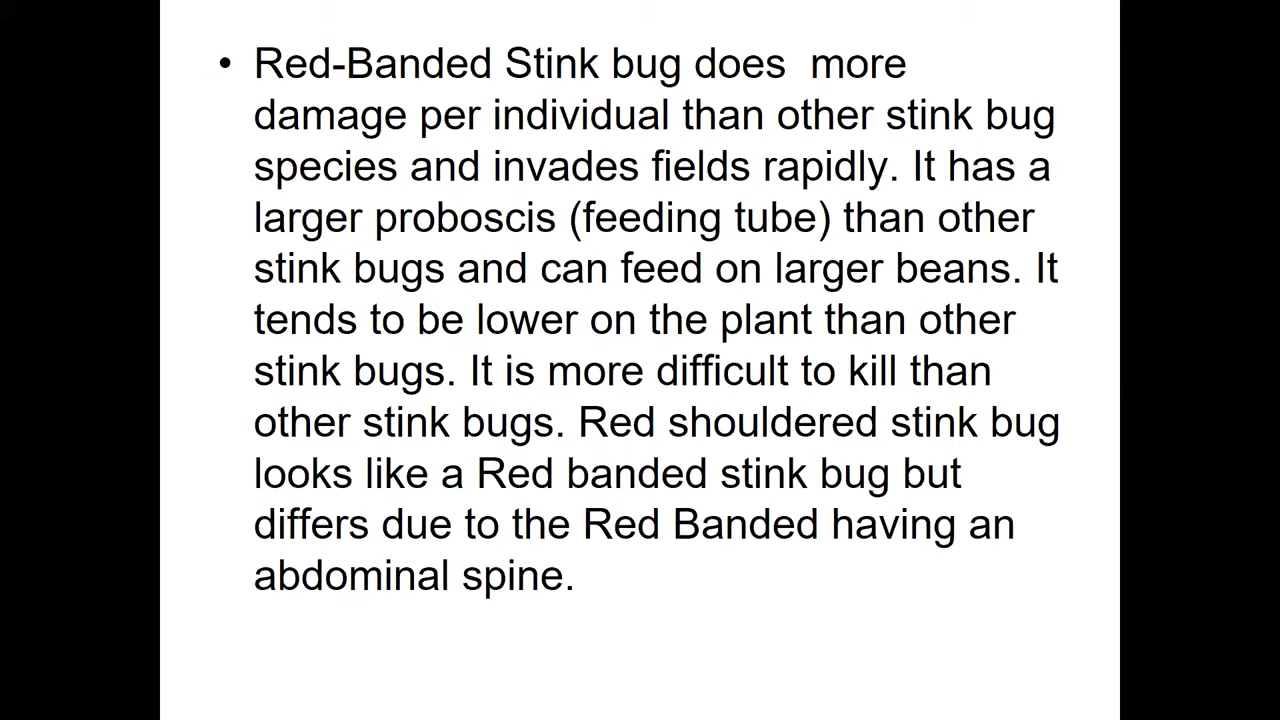 • Red-Banded Stink bug does  more
damage per individual than other stink bug
species and invades fields rapidly. It has a
larger proboscis (feeding tube) than other
stink bugs and can feed on larger beans. It
tends to be lower on the plant than other
stink bugs. It is more difficult to kill than
other stink bugs. Red shouldered stink bug
looks like a Red banded stink bug but
differs due to the Red Banded having an
abdominal spine.